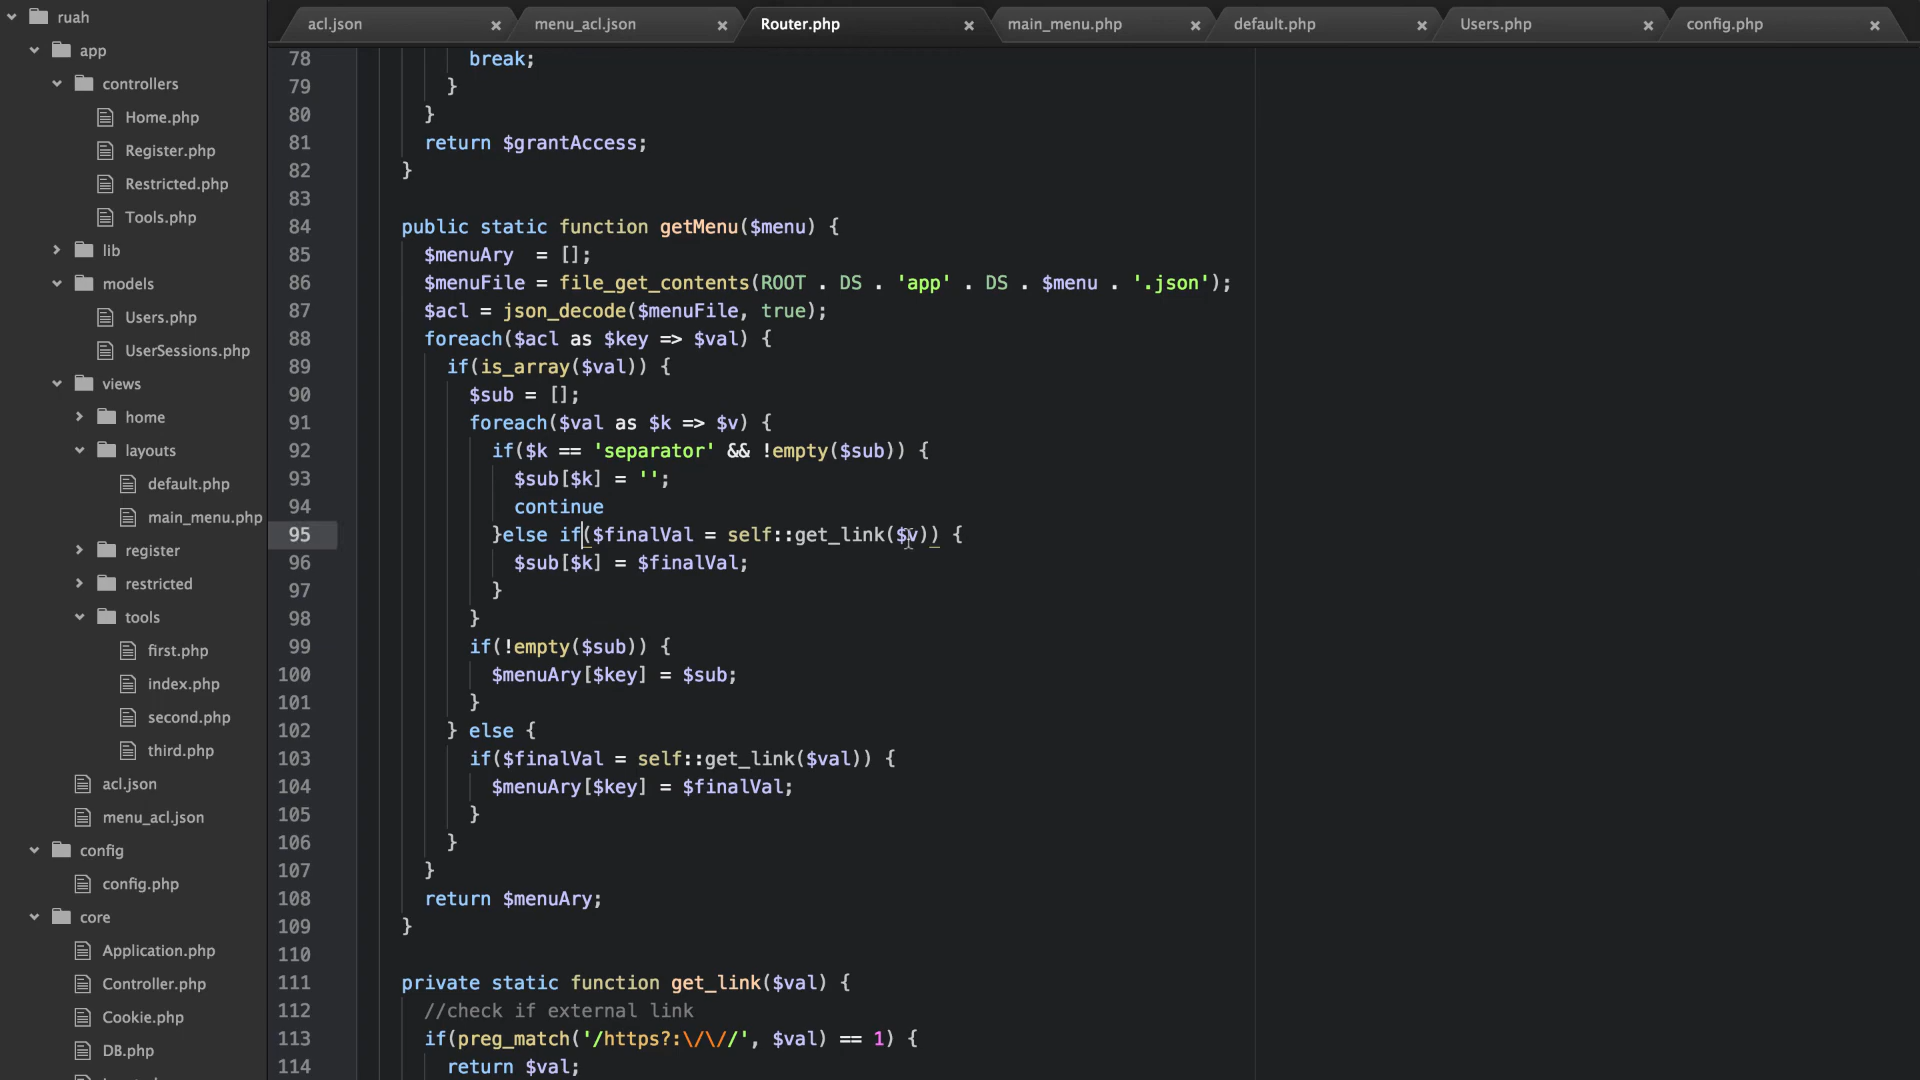 ruah
app
controllers
Home.php
Register.php
Restricted.php
Tools.php
lib
models
Users.php
UserSessions.php
views
home
layouts
default.php
main_menu.php
register
restricted
tools
first.php
index.php
second.php
third.php
acl.json
menu_acl.json
config
config.php
core
Application.php
Controller.php
Cookie.php
DB.php
acl.json × menu_acl.json × Router.php × main_menu.php × default.php × Users.php × config.php ×
78 break;
79 }
80 }
81 return $grantAccess;
82 }
83
84 public static function getMenu($menu) {
85 $menuAry  = [];
86 $menuFile = file_get_contents(ROOT . DS . 'app' . DS . $menu . '.json');
87 $acl = json_decode($menuFile, true);
88 foreach($acl as $key => $val) {
89 if(is_array($val)) {
90 $sub = [];
91 foreach($val as $k => $v) {
92 if($k == 'separator' && !empty($sub)) {
93 $sub[$k] = '';
94 continue
95 }else if($finalVal = self::get_link($v)) {
96 $sub[$k] = $finalVal;
97 }
98 }
99 if(!empty($sub)) {
100 $menuAry[$key] = $sub;
101 }
102 } else {
103 if($finalVal = self::get_link($val)) {
104 $menuAry[$key] = $finalVal;
105 }
106 }
107 }
108 return $menuAry;
109 }
110
111 private static function get_link($val) {
112 //check if external link
113 if(preg_match('/https?:\/\//', $val) == 1) {
114 return $val;